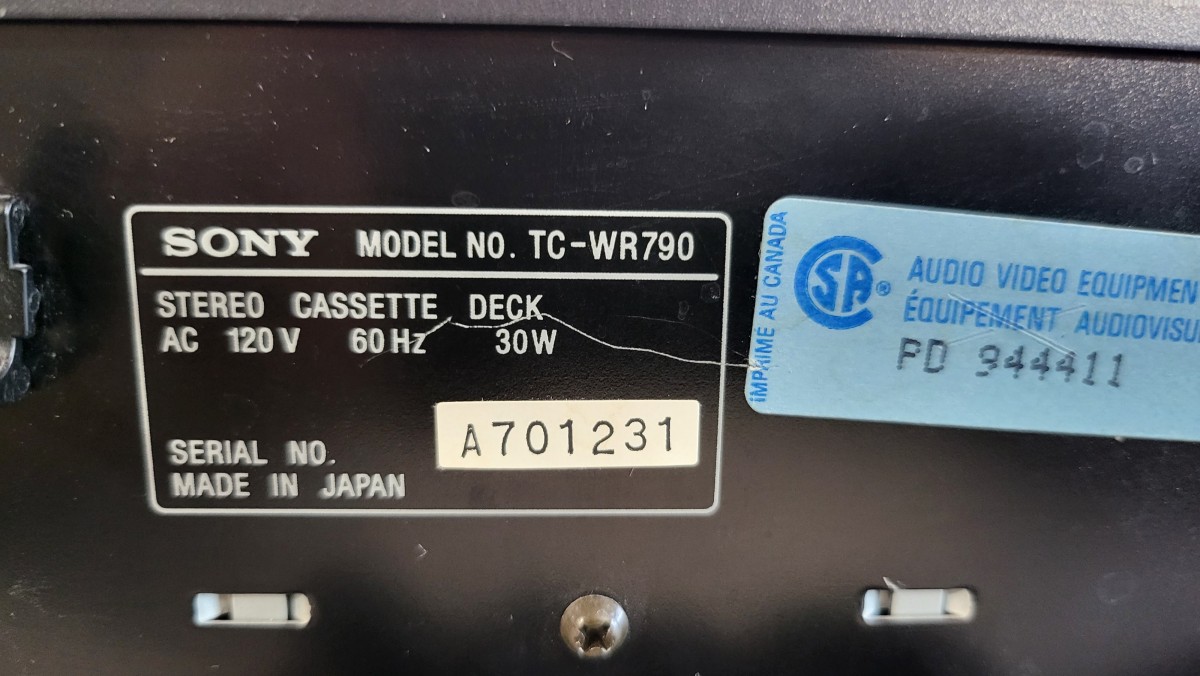 SONY MODEL NO. TC-WR790
STEREO CASSETTE DECK
AC 120V 60Hz 30W
SERIAL NO. A701231
MADE IN JAPAN
IMPRIMÉ AU CANADA
SA ®
AUDIO VIDEO EQUIPMEN
ÉQUIPEMENT AUDIOVISU
PD 944411